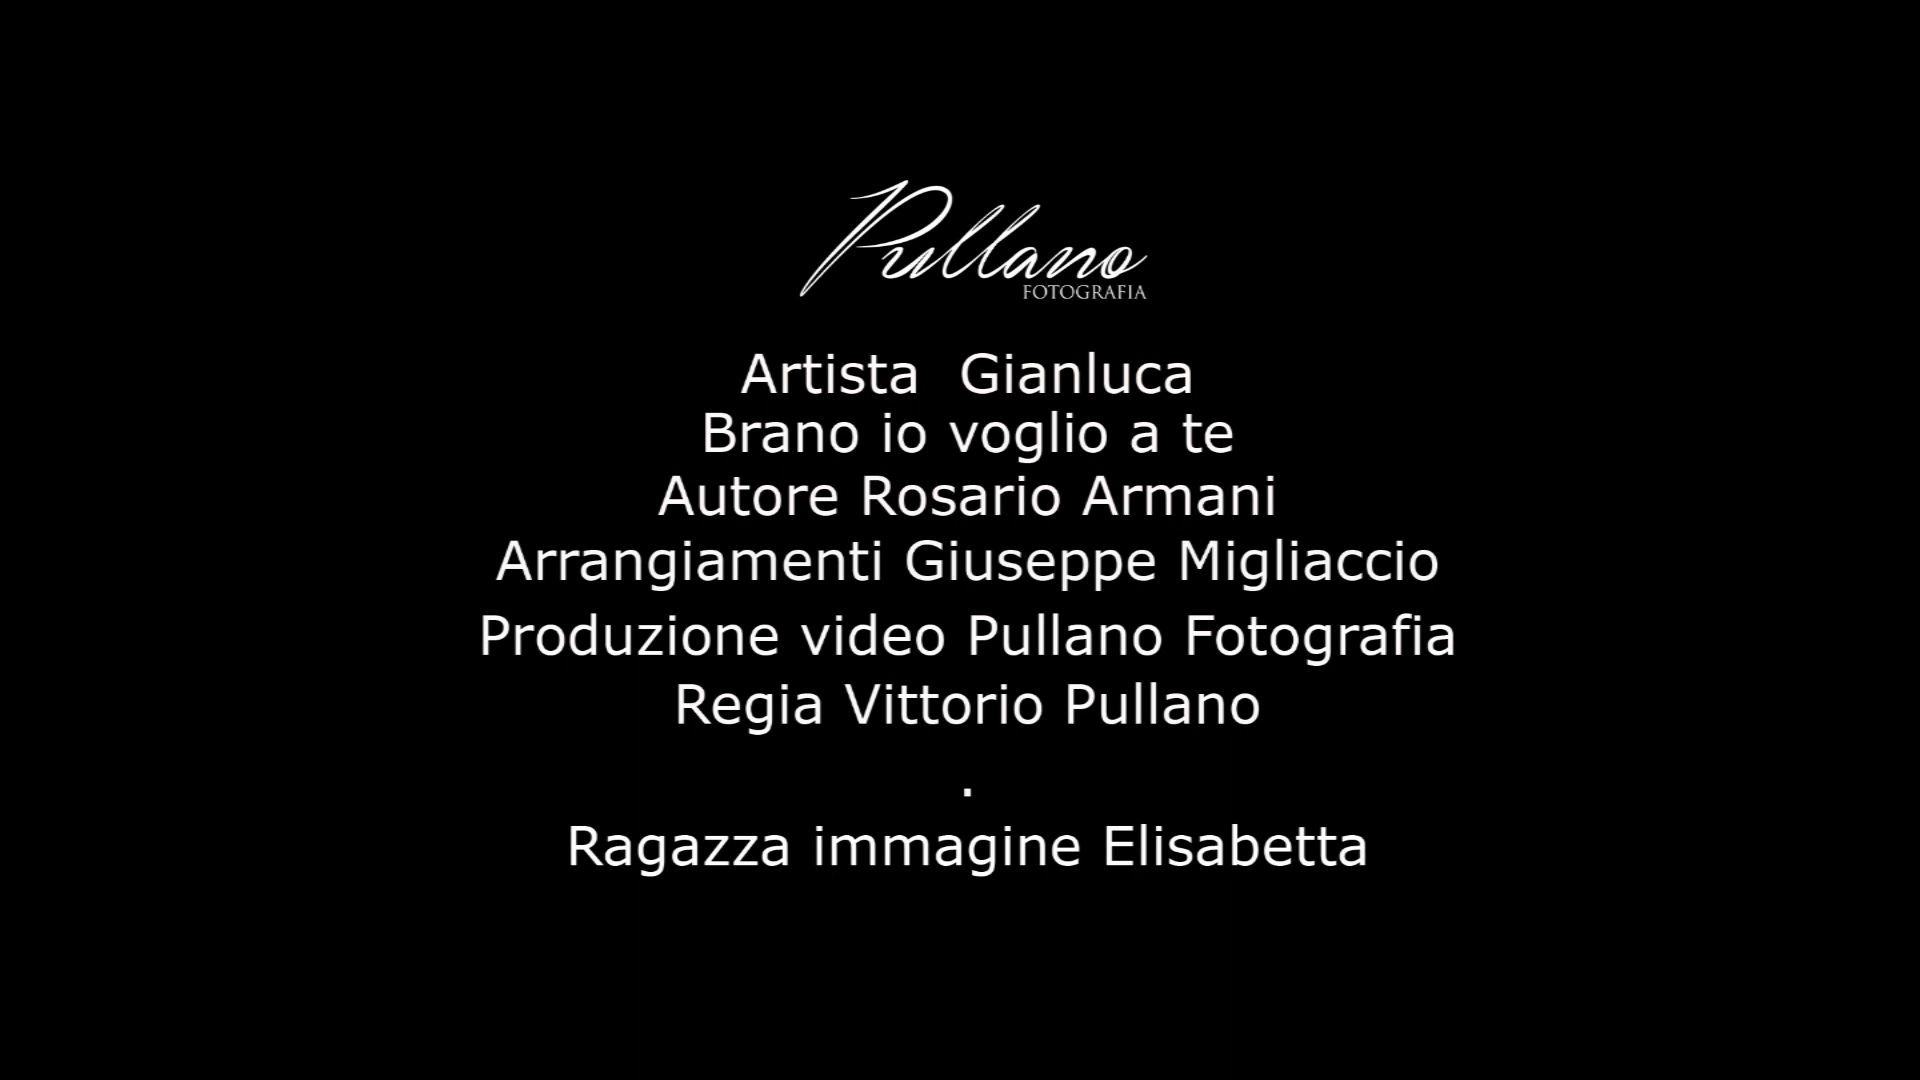 Pullano
FOTOGRAFIA
Artista  Gianluca
Brano io voglio a te
Autore Rosario Armani
Arrangiamenti Giuseppe Migliaccio
Produzione video Pullano Fotografia
Regia Vittorio Pullano
.
Ragazza immagine Elisabetta